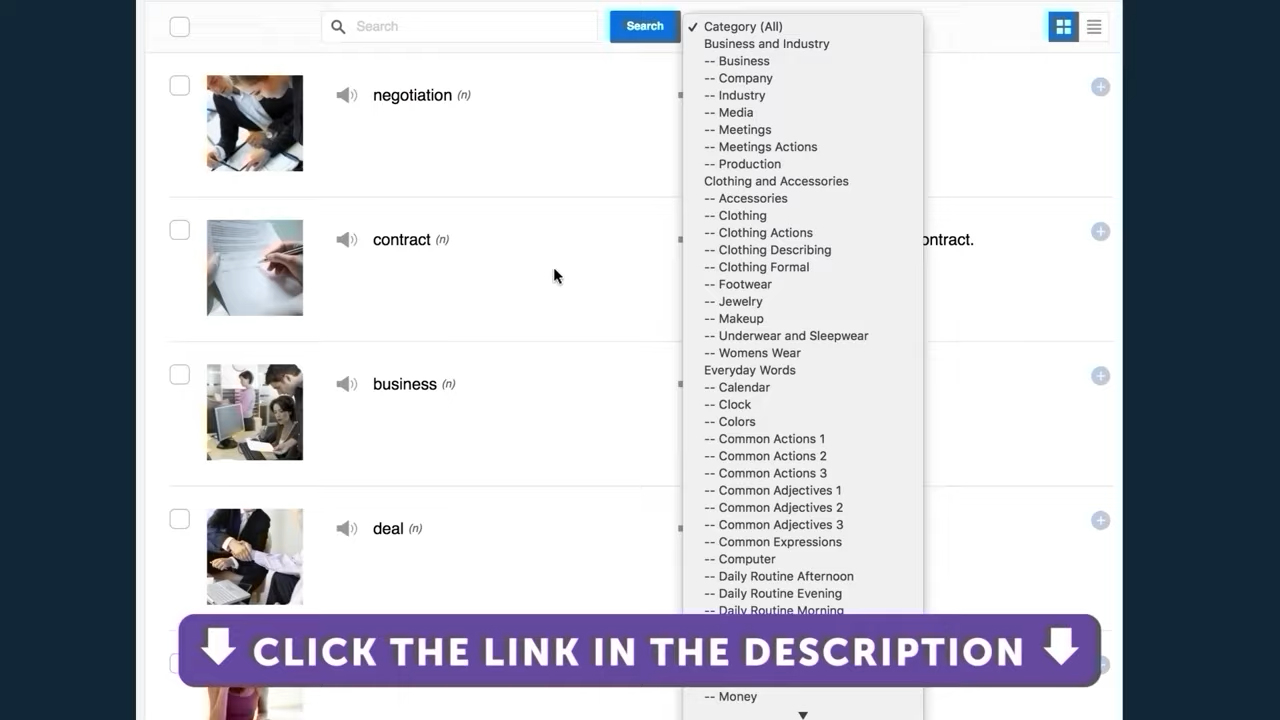 Search
Search
✓ Category (All)
Business and Industry
-- Business
-- Company
-- Industry
-- Media
-- Meetings
-- Meetings Actions
-- Production
Clothing and Accessories
-- Accessories
-- Clothing
-- Clothing Actions
-- Clothing Describing
-- Clothing Formal
-- Footwear
-- Jewelry
-- Makeup
-- Underwear and Sleepwear
-- Womens Wear
Everyday Words
-- Calendar
-- Clock
-- Colors
-- Common Actions 1
-- Common Actions 2
-- Common Actions 3
-- Common Adjectives 1
-- Common Adjectives 2
-- Common Adjectives 3
-- Common Expressions
-- Computer
-- Daily Routine Afternoon
-- Daily Routine Evening
-- Daily Routine Morning
-- Money
negotiation (n)
contract (n)
ontract.
business (n)
deal (n)
CLICK THE LINK IN THE DESCRIPTION